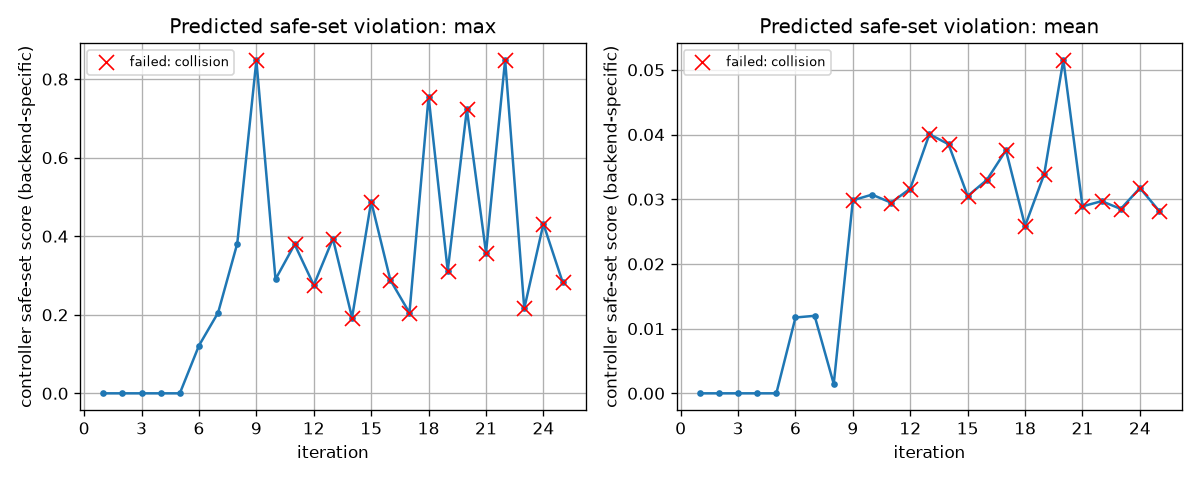 Predicted safe-set violation: max
controller safe-set score (backend-specific)
failed: collision
0.8
0.6
0.4
0.2
0.0
0 3 6 9 12 15 18 21 24
iteration
Predicted safe-set violation: mean
controller safe-set score (backend-specific)
failed: collision
0.05
0.04
0.03
0.02
0.01
0.00
0 3 6 9 12 15 18 21 24
iteration